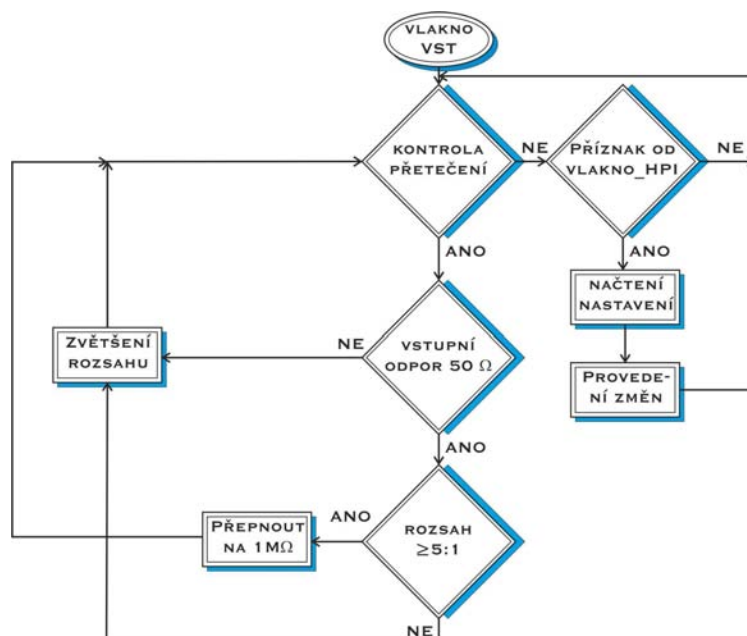 VLAKNO
VST
KONTROLA
PŘETEČENÍ
NE
PŘÍZNAK OD
VLAKNO_HPI
NE
ANO
ANO
NAČTENÍ
NASTAVENÍ
ZVĚTŠENÍ
ROZSAHU
NE
VSTUPNÍ
ODPOR 50 Ω
PROVEDE-
NÍ ZMĚN
ANO
PŘEPNOUT
NA 1MΩ
ANO
ROZSAH
≥5:1
NE